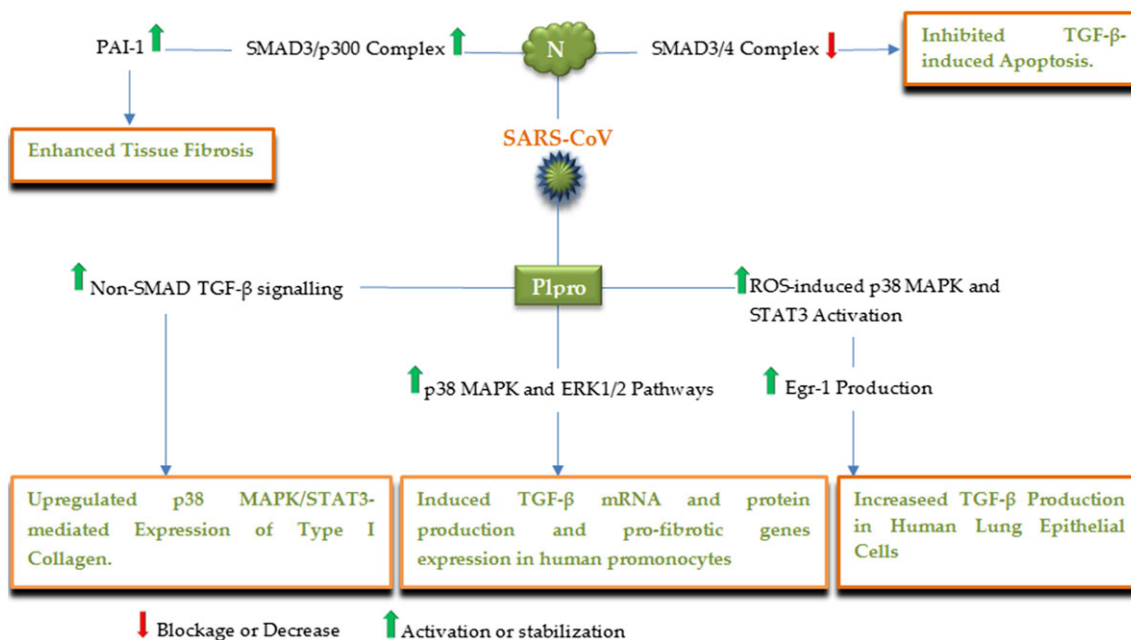 PAI-1
SMAD3/p300 Complex
N
SMAD3/4 Complex
Inhibited TGF-β-
induced Apoptosis.
Enhanced Tissue Fibrosis
SARS-CoV
Non-SMAD TGF-β signalling
Plpro
ROS-induced p38 MAPK and
STAT3 Activation
p38 MAPK and ERK1/2 Pathways
Egr-1 Production
Upregulated p38 MAPK/STAT3-
mediated Expression of Type I
Collagen.
Induced TGF-β mRNA and protein
production and pro-fibrotic genes
expression in human promonocytes
Increaseed TGF-β Production
in Human Lung Epithelial
Cells
Blockage or Decrease
Activation or stabilization